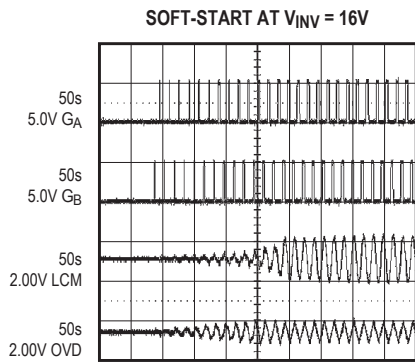 SOFT-START AT VINV = 16V
50s
5.0V GA
50s
5.0V GB
50s
2.00V LCM
50s
2.00V OVD